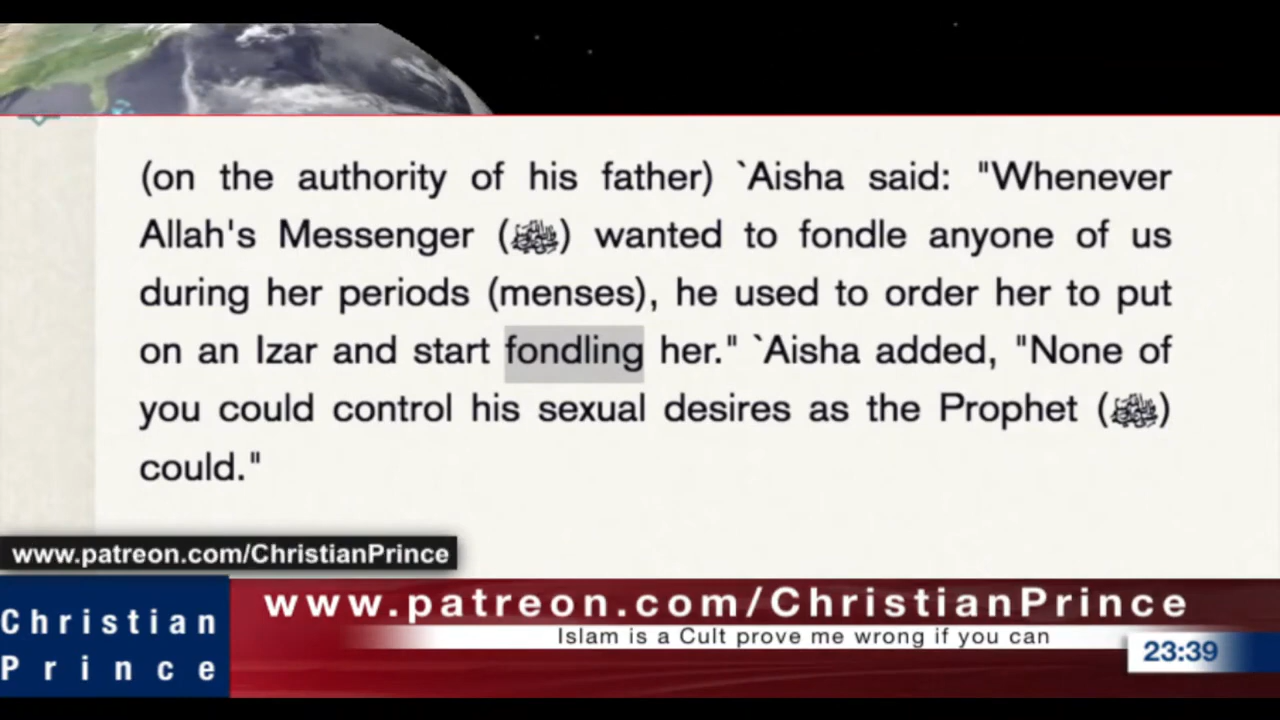 (on the authority of his father) `Aisha said: "Whenever
Allah's Messenger (ﷺ) wanted to fondle anyone of us
during her periods (menses), he used to order her to put
on an Izar and start fondling her." `Aisha added, "None of
you could control his sexual desires as the Prophet (ﷺ)
could."
www.patreon.com/ChristianPrince
www.patreon.com/ChristianPrince
Christian
Prince
Islam is a Cult prove me wrong if you can
23:39